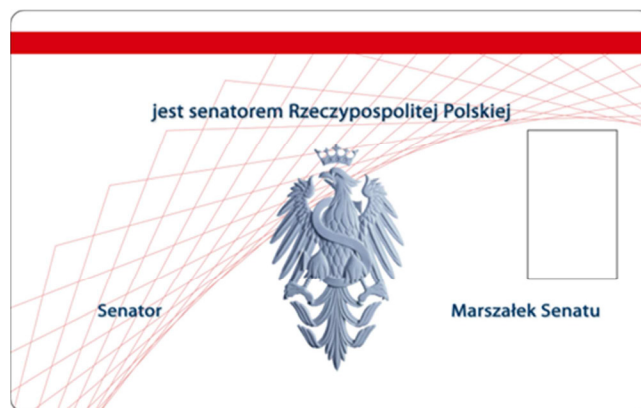 jest senatorem Rzeczypospolitej Polskiej
Senator
Marszałek Senatu